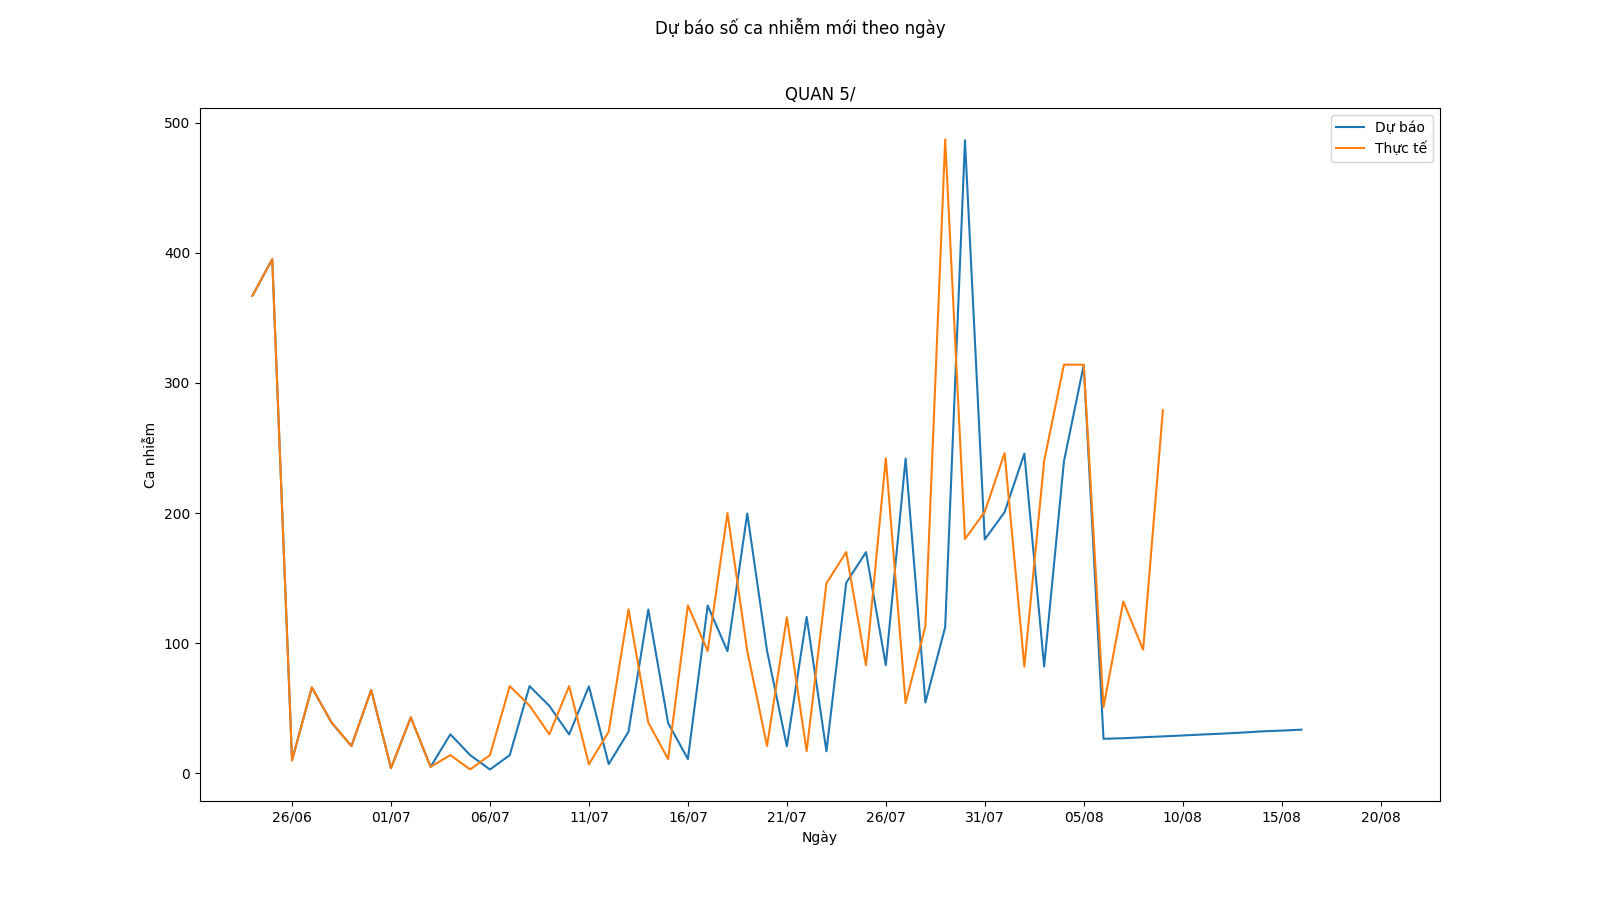 Dự báo số ca nhiễm mới theo ngày
QUAN 5/
Dự báo
Thực tế
500
400
300
200
100
0
Ca nhiễm
26/06 01/07 06/07 11/07 16/07 21/07 26/07 31/07 05/08 10/08 15/08 20/08
Ngày